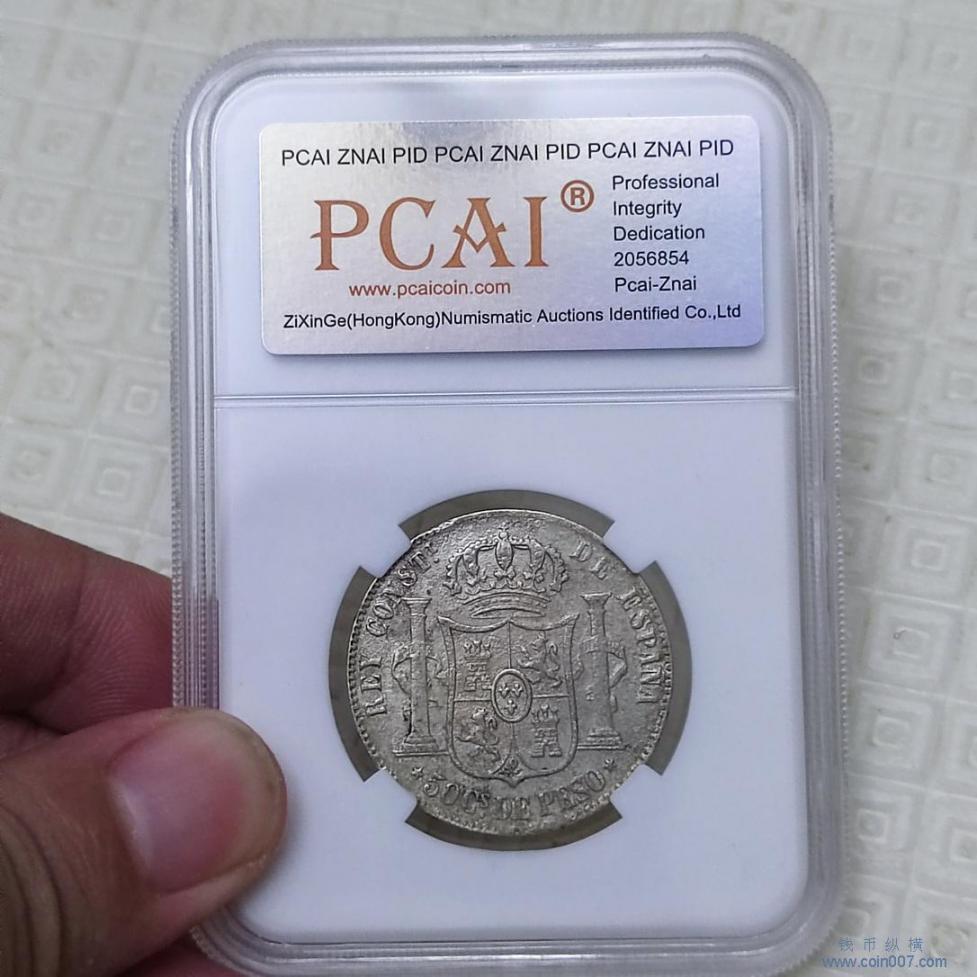 PCAI ZNAI PID PCAI ZNAI PID PCAI ZNAI PID
PCAI®
www.pcaicoin.com
Professional
Integrity
Dedication
2056854
Pcai-Znai
ZiXinGe(HongKong)Numismatic Auctions Identified Co.,Ltd
REY CONST. DE ESPAÑA
*50 Cs. DE PESO*
钱币纵横
www.coin007.com